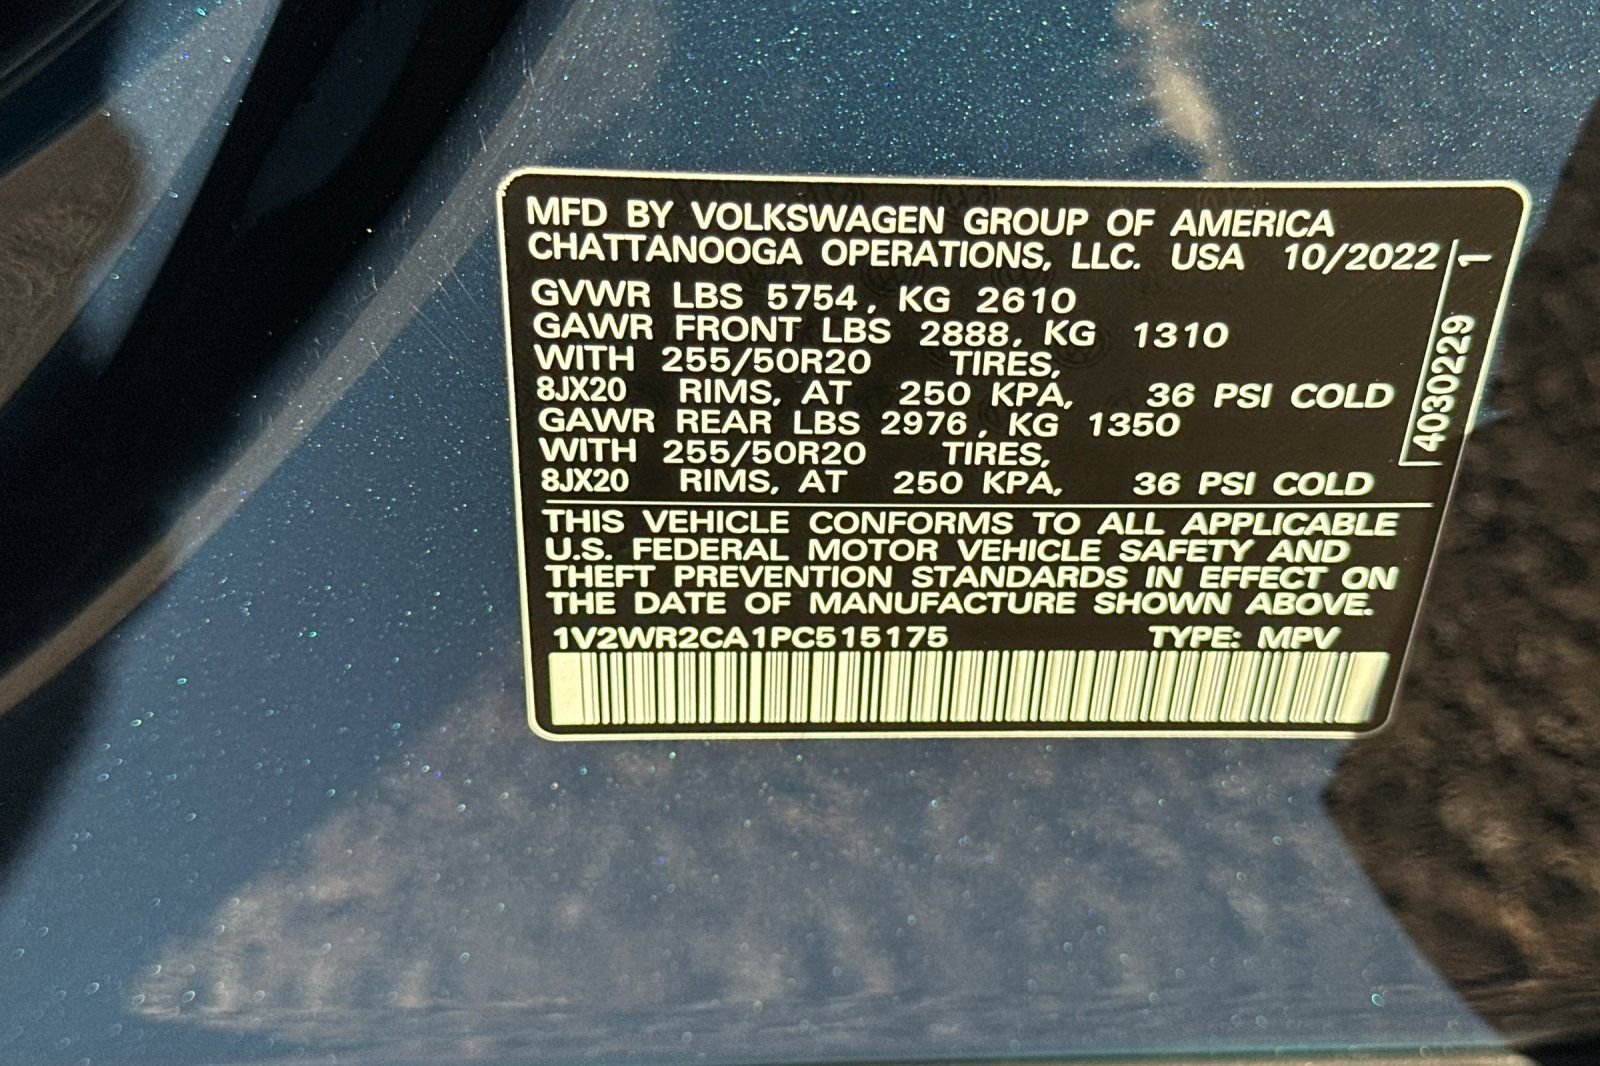 MFD BY VOLKSWAGEN GROUP OF AMERICA
CHATTANOOGA OPERATIONS, LLC. USA 10/2022
GVWR LBS 5754, KG 2610
GAWR FRONT LBS 2888, KG 1310
WITH 255/50R20 TIRES,
8JX20 RIMS, AT 250 KPA, 36 PSI COLD
GAWR REAR LBS 2976, KG 1350
WITH 255/50R20 TIRES,
8JX20 RIMS, AT 250 KPA, 36 PSI COLD
40302229 1
THIS VEHICLE CONFORMS TO ALL APPLICABLE
U.S. FEDERAL MOTOR VEHICLE SAFETY AND
THEFT PREVENTION STANDARDS IN EFFECT ON
THE DATE OF MANUFACTURE SHOWN ABOVE.
1V2WR2CA1PC515175 TYPE: MPV